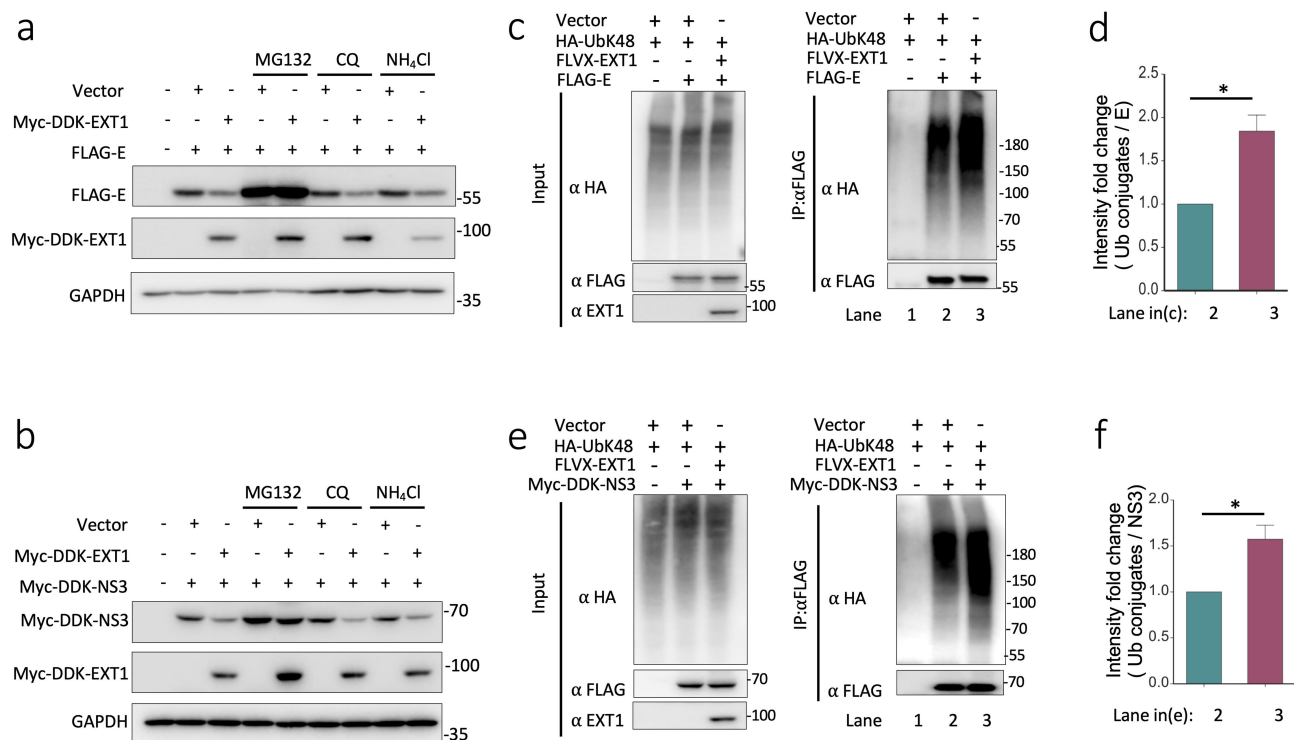 a
MG132 CQ NH₄Cl
Vector - + - + - + - + -
Myc-DDK-EXT1 - - + - + - + - +
FLAG-E - + + + + + + + +
FLAG-E
-55
Myc-DDK-EXT1
-100
GAPDH
-35
c
Vector + + -
HA-UbK48 + + +
FLVX-EXT1 - - +
FLAG-E - + +
Input
α HA
α FLAG
-55
α EXT1
-100
Vector + + -
HA-UbK48 + + +
FLVX-EXT1 - - +
FLAG-E - + +
IP:αFLAG
α HA
-180
-150
-100
-70
-55
α FLAG
-55
Lane 1 2 3
d
Intensity fold change
( Ub conjugates / E)
2.5
2.0
1.5
1.0
0.5
0.0
*
Lane in(c): 2 3
b
MG132 CQ NH₄Cl
Vector - + - + - + - + -
Myc-DDK-EXT1 - - + - + - + - +
Myc-DDK-NS3 - + + + + + + + +
Myc-DDK-NS3
-70
Myc-DDK-EXT1
-100
GAPDH
-35
e
Vector + + -
HA-UbK48 + + +
FLVX-EXT1 - - +
Myc-DDK-NS3 - + +
Input
α HA
α FLAG
-70
α EXT1
-100
Vector + + -
HA-UbK48 + + +
FLVX-EXT1 - - +
Myc-DDK-NS3 - + +
IP:αFLAG
α HA
-180
-150
-100
-70
-55
α FLAG
-70
Lane 1 2 3
f
Intensity fold change
( Ub conjugates / NS3)
2.0
1.5
1.0
0.5
0.0
*
Lane in(e): 2 3